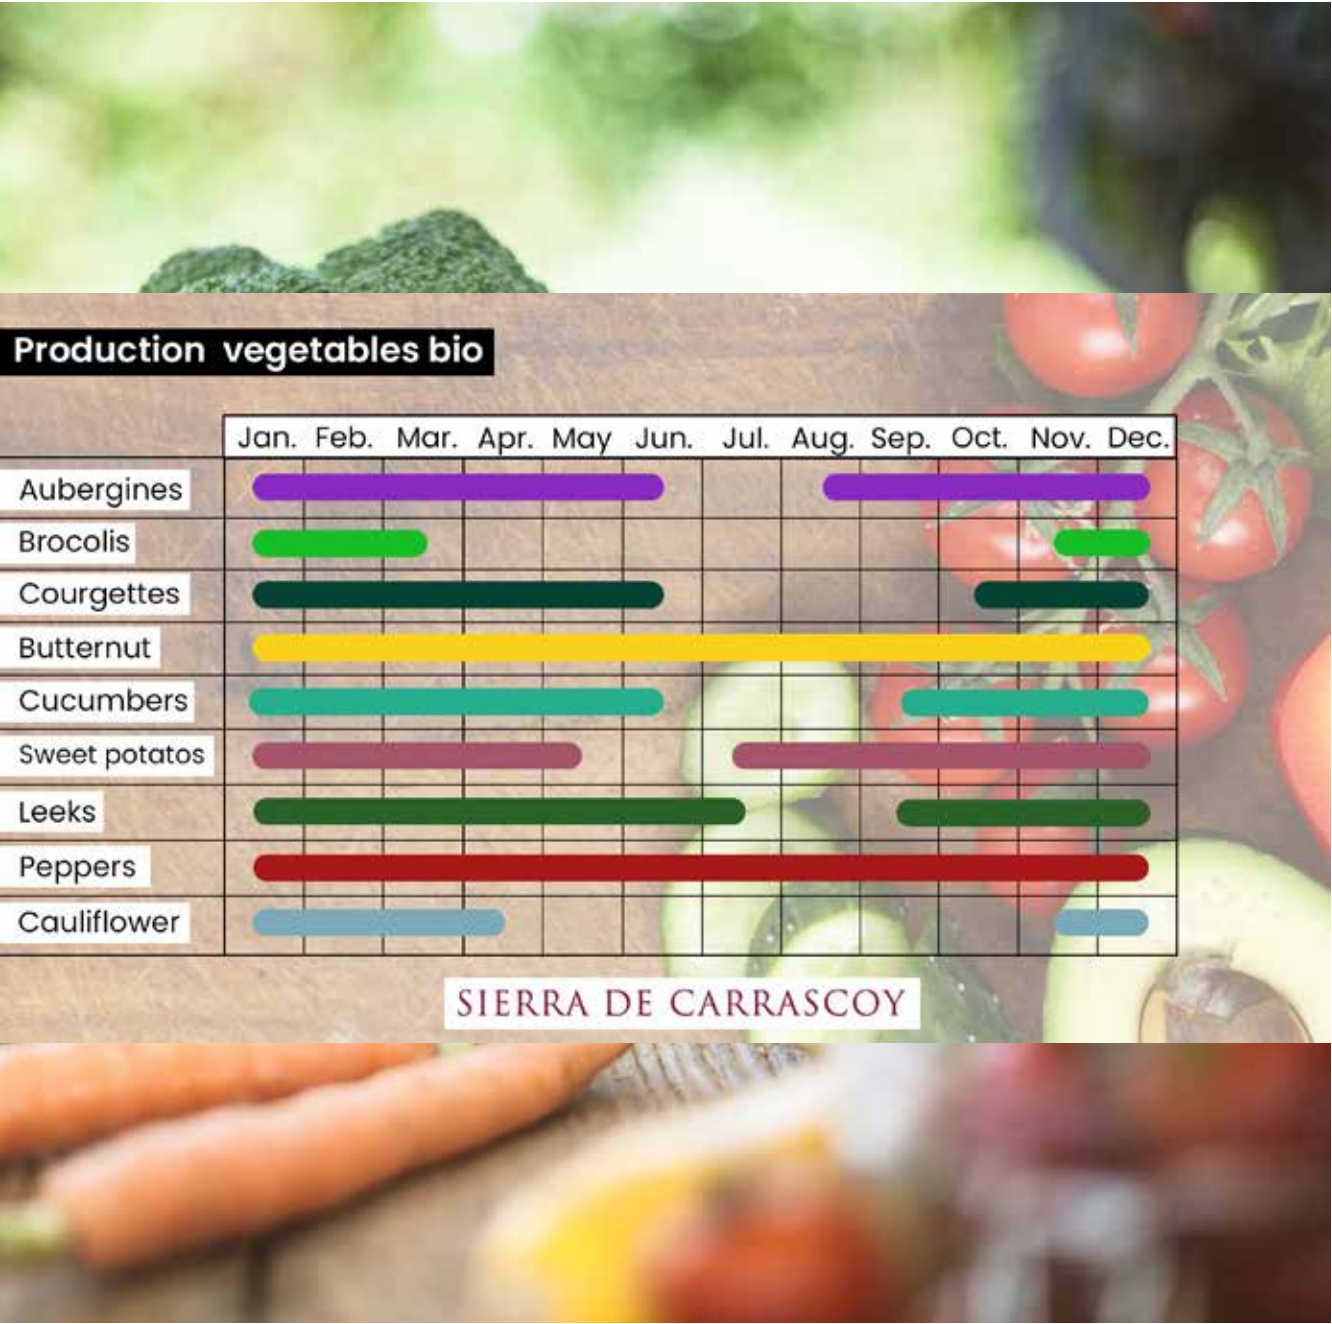 Production vegetables bio
Jan. Feb. Mar. Apr. May Jun. Jul. Aug. Sep. Oct. Nov. Dec.
Aubergines
Brocolis
Courgettes
Butternut
Cucumbers
Sweet potatos
Leeks
Peppers
Cauliflower
SIERRA DE CARRASCOY